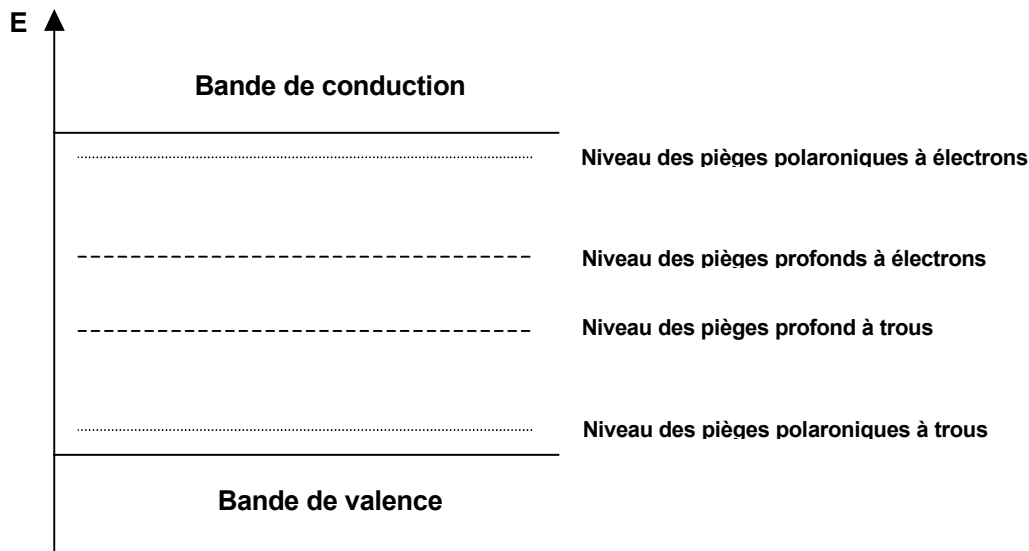 E
Bande de conduction
Niveau des pièges polaroniques à électrons
Niveau des pièges profonds à électrons
Niveau des pièges profond à trous
Niveau des pièges polaroniques à trous
Bande de valence